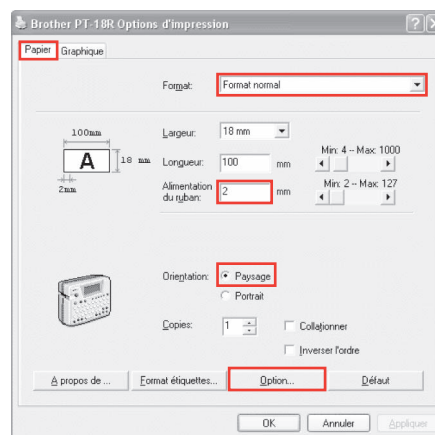 Brother PT-18R Options d'impression
Papier Graphique
Format: Format normal
100mm
A
18 mm
2mm
Largeur: 18 mm
Longueur: 100 mm Min: 4 -- Max: 1000
Alimentation du ruban: 2 mm Min: 2 -- Max: 127
Orientation: Paysage
Portrait
Copies: 1 Collationner
Inverser l'ordre
A propos de ... Format étiquettes... Option... Défaut
OK Annuler Appliquer